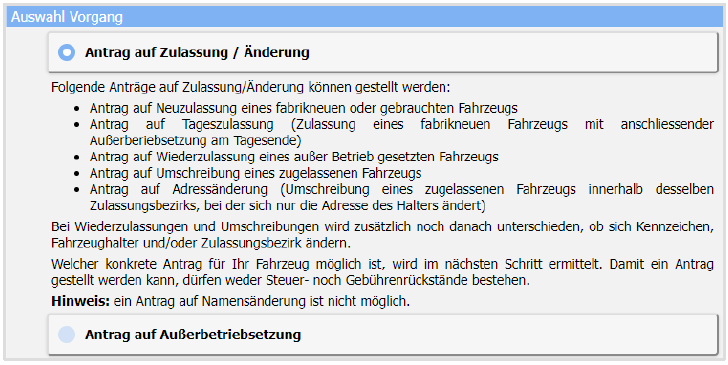 Auswahl Vorgang
Antrag auf Zulassung / Änderung
Folgende Anträge auf Zulassung/Änderung können gestellt werden:
• Antrag auf Neuzulassung eines fabrikneuen oder gebrauchten Fahrzeugs
• Antrag auf Tageszulassung (Zulassung eines fabrikneuen Fahrzeugs mit anschliessender
Außerberiebsetzung am Tagesende)
• Antrag auf Wiederzulassung eines außer Betrieb gesetzten Fahrzeugs
• Antrag auf Umschreibung eines zugelassenen Fahrzeugs
• Antrag auf Adressänderung (Umschreibung eines zugelassenen Fahrzeugs innerhalb desselben
Zulassungsbezirks, bei der sich nur die Adresse des Halters ändert)
Bei Wiederzulassungen und Umschreibungen wird zusätzlich noch danach unterschieden, ob sich Kennzeichen,
Fahrzeughalter und/oder Zulassungsbezirk ändern.
Welcher konkrete Antrag für Ihr Fahrzeug möglich ist, wird im nächsten Schritt ermittelt. Damit ein Antrag
gestellt werden kann, dürfen weder Steuer- noch Gebührenrückstände bestehen.
Hinweis: ein Antrag auf Namensänderung ist nicht möglich.
Antrag auf Außerbetriebsetzung